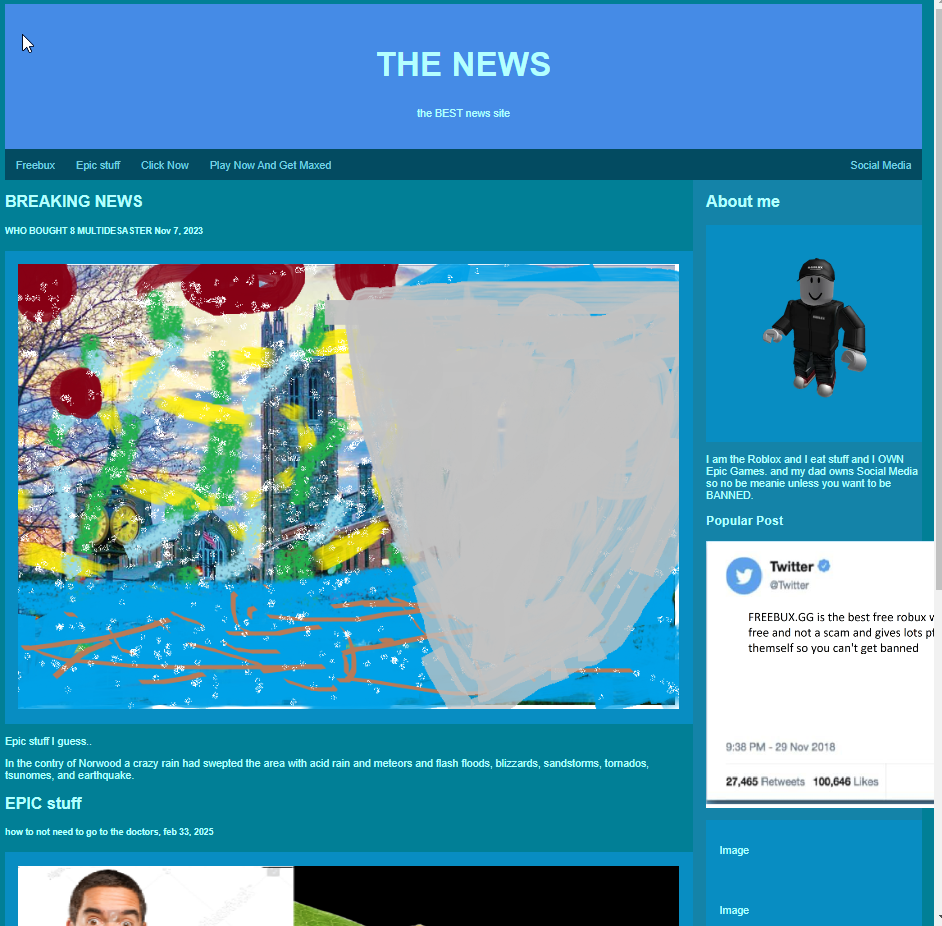 THE NEWS
the BEST news site
Freebux Epic stuff Click Now Play Now And Get Maxed Social Media
BREAKING NEWS
WHO BOUGHT 8 MULTIDESASTER Nov 7, 2023
Epic stuff I guess..
In the contry of Norwood a crazy rain had swepted the area with acid rain and meteors and flash floods, blizzards, sandstorms, tornados,
tsunomes, and earthquake.
EPIC stuff
how to not need to go to the doctors, feb 33, 2025
About me
I am the Roblox and I eat stuff and I OWN
Epic Games. and my dad owns Social Media
so no be meanie unless you want to be
BANNED.
Popular Post
Twitter
@Twitter
FREEBUX.GG is the best free robux w
free and not a scam and gives lots pf
themself so you can't get banned
9:38 PM - 29 Nov 2018
27,465 Retweets 100,646 Likes
Image
Image